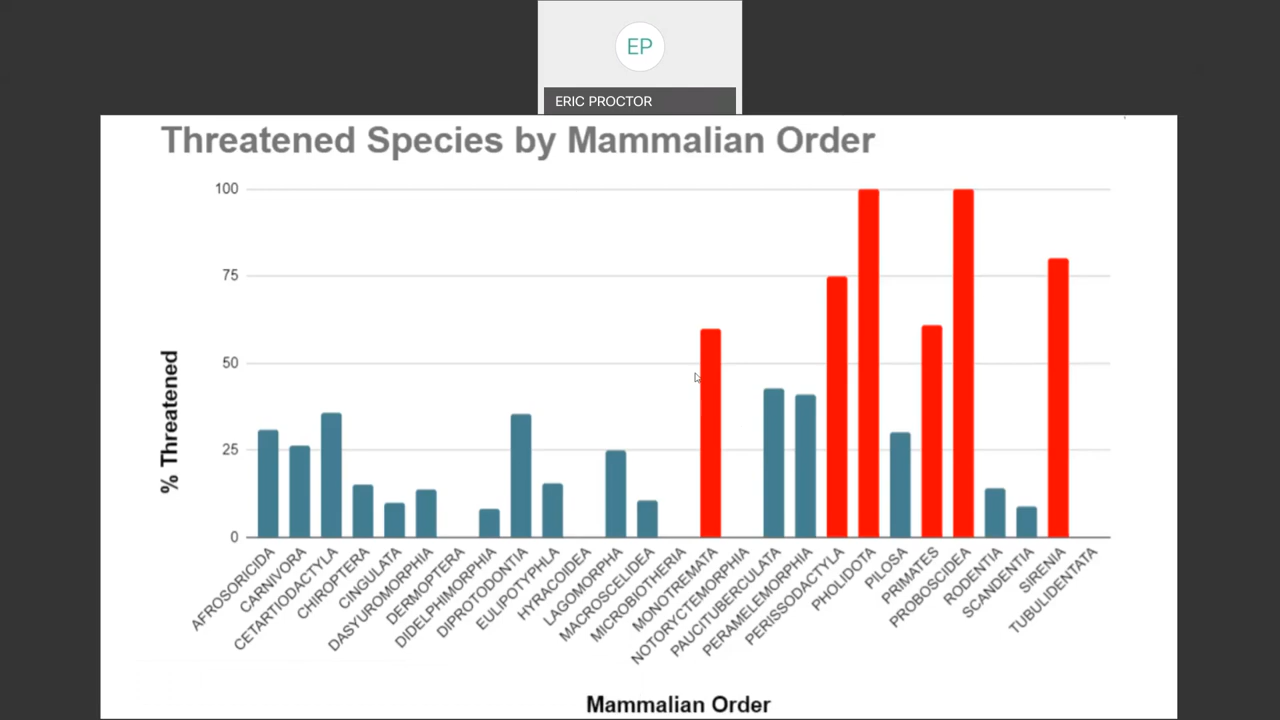 EP
ERIC PROCTOR
Threatened Species by Mammalian Order
100
75
50
25
0
% Threatened
AFROSORICIDA
CARNIVORA
CETARTIODACTYLA
CHIROPTERA
CINGULATA
DASYUROMORPHIA
DERMOPTERA
DIDELPHIMORPHIA
DIPROTODONTIA
EULIPOTYPHLA
HYRACOIDEA
LAGOMORPHA
MACROSCELIDEA
MICROBIOTHERIA
MONOTREMATA
NOTORYCTEMORPHIA
PAUCITUBERCULATA
PERAMELEMORPHIA
PERISSODACTYLA
PHOLIDOTA
PILOSA
PRIMATES
PROBOSCIDEA
RODENTIA
SCANDENTIA
SIRENIA
TUBULIDENTATA
Mammalian Order